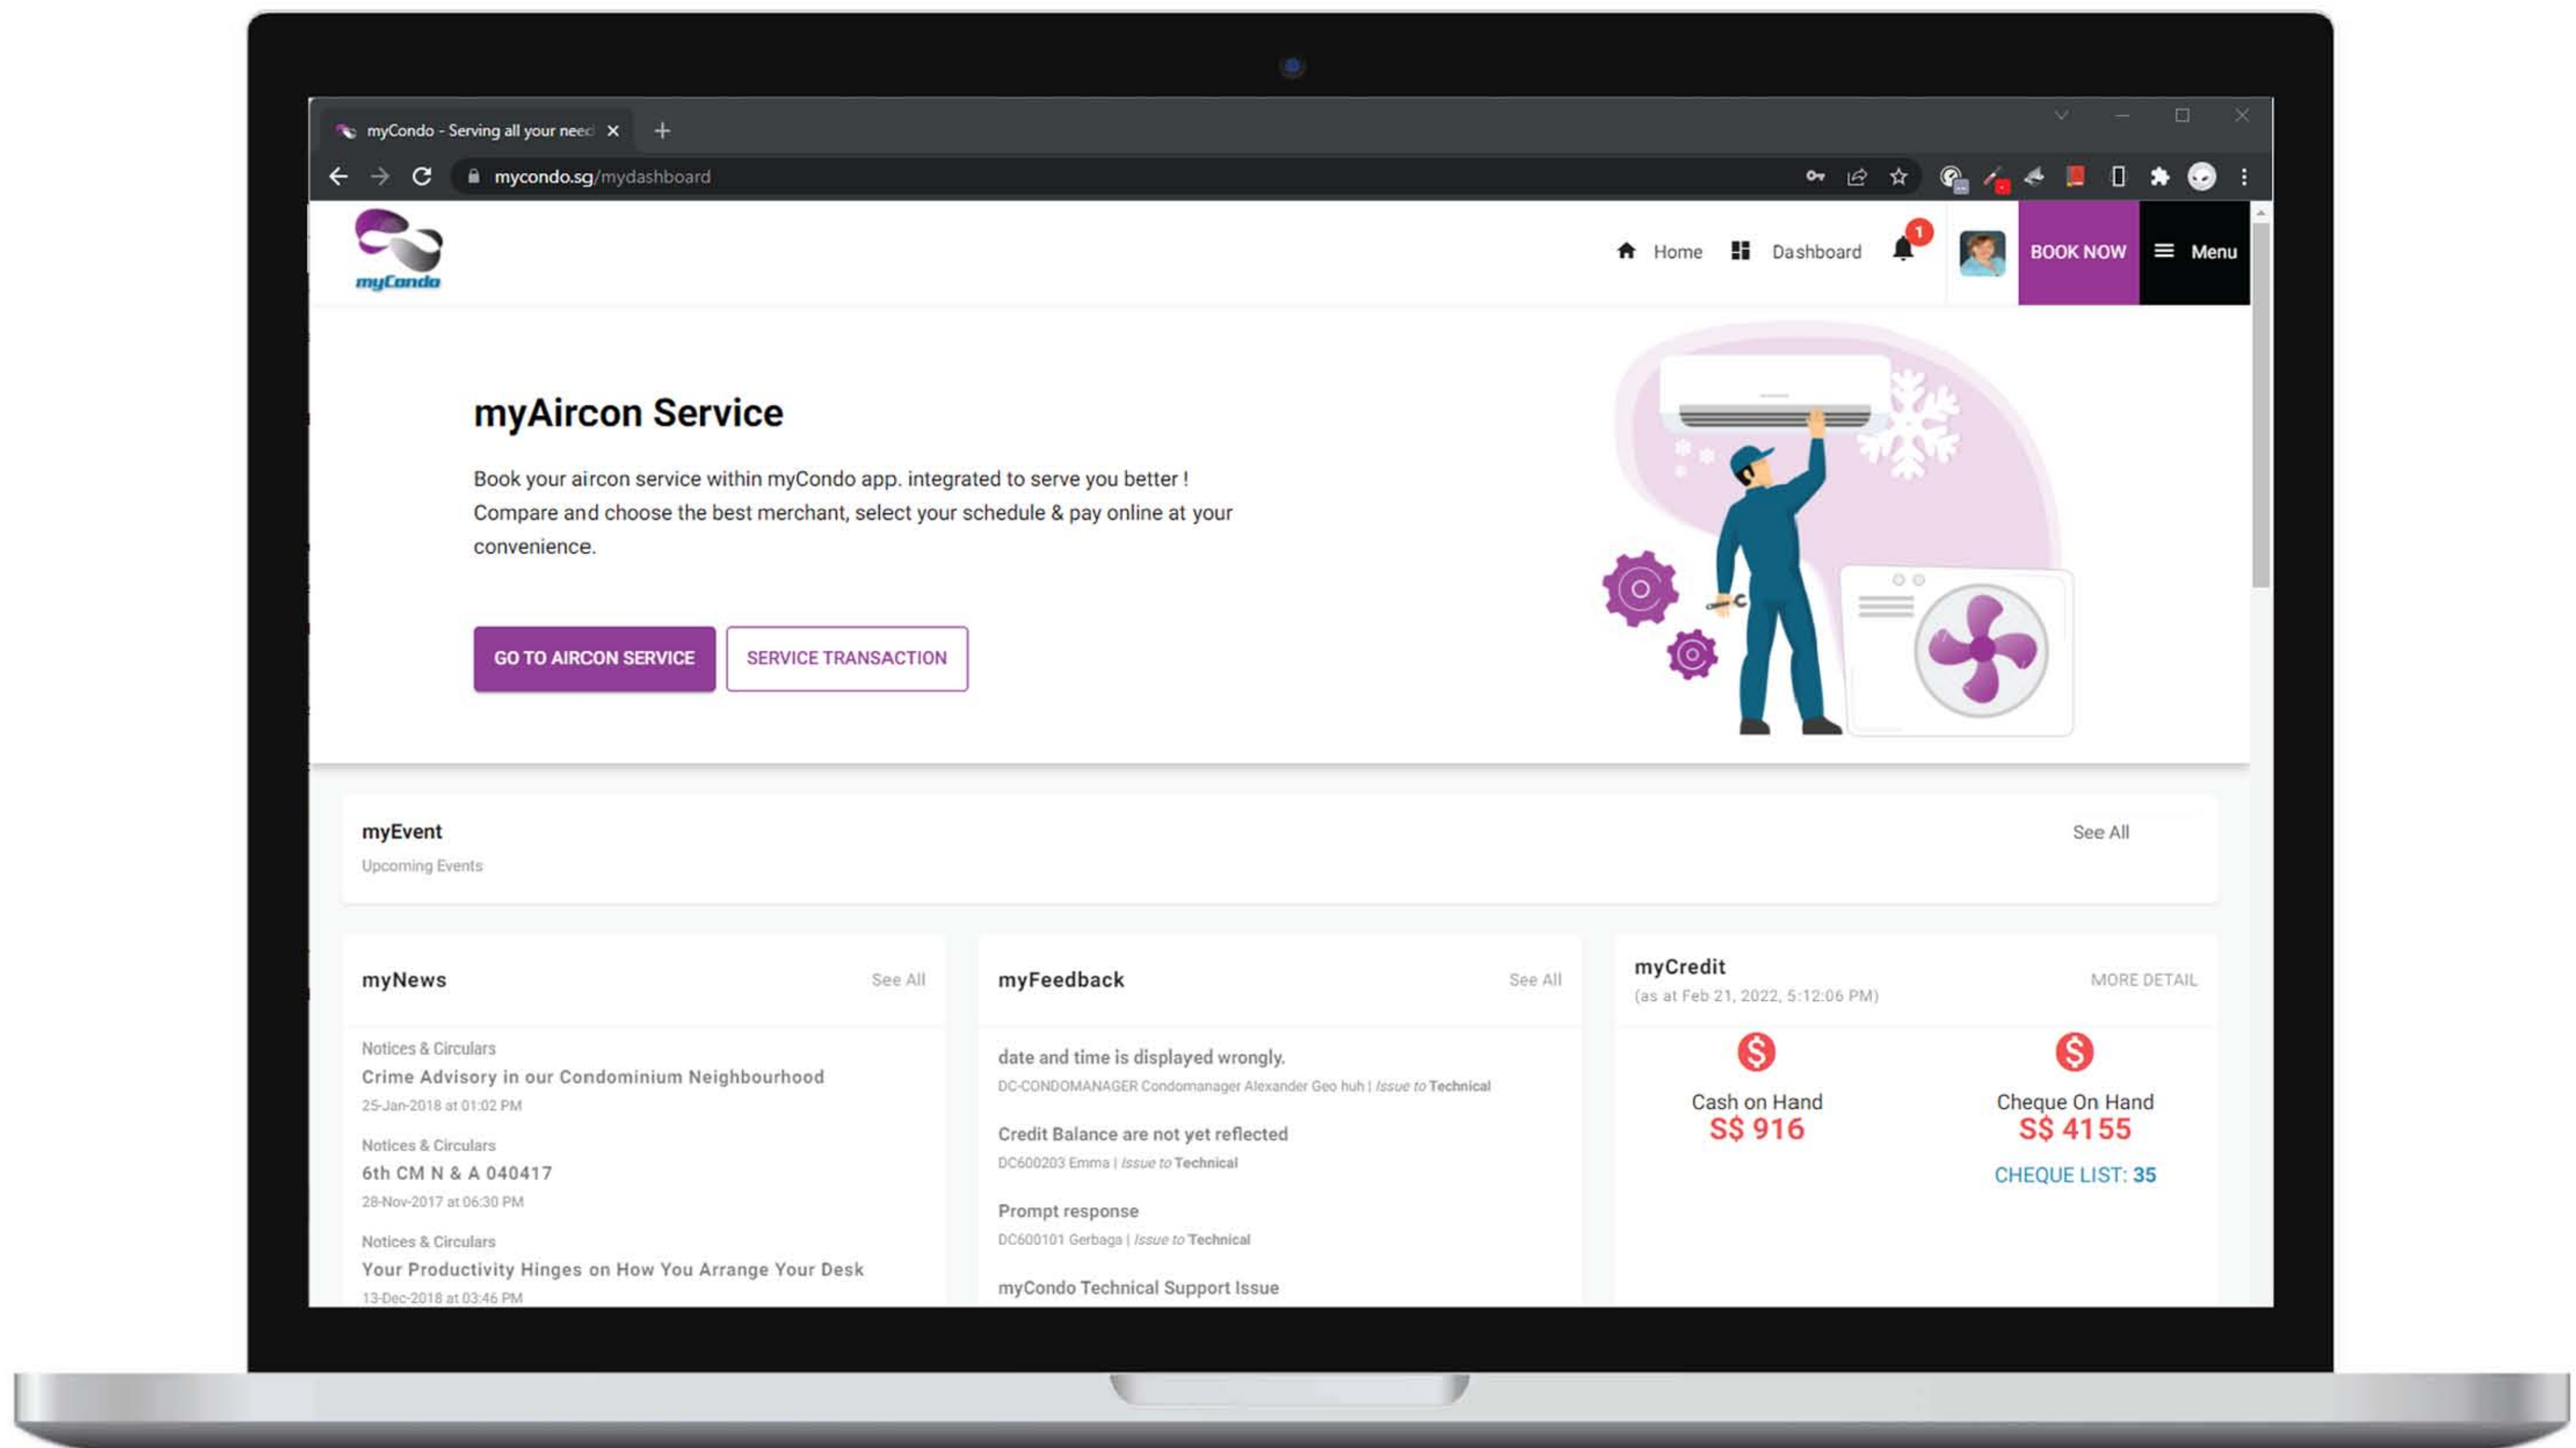 myCondo - Serving all your need
mycondo.sg/mydashboard
myCondo
Home
Dashboard
1
BOOK NOW
Menu
myAircon Service
Book your aircon service within myCondo app. integrated to serve you better !
Compare and choose the best merchant, select your schedule & pay online at your
convenience.
GO TO AIRCON SERVICE
SERVICE TRANSACTION
myEvent
See All
Upcoming Events
myNews
See All
Notices & Circulars
Crime Advisory in our Condominium Neighbourhood
25-Jan-2018 at 01:02 PM
Notices & Circulars
6th CM N & A 040417
28-Nov-2017 at 06:30 PM
Notices & Circulars
Your Productivity Hinges on How You Arrange Your Desk
13-Dec-2018 at 03:46 PM
myFeedback
See All
date and time is displayed wrongly.
DC-CONDOMANAGER Condomanager Alexander Geo huh | Issue to Technical
Credit Balance are not yet reflected
DC600203 Emma | Issue to Technical
Prompt response
DC600101 Gerbaga | Issue to Technical
myCondo Technical Support Issue
myCredit
(as at Feb 21, 2022, 5:12:06 PM)
MORE DETAIL
Cash on Hand
S$ 916
Cheque On Hand
S$ 4155
CHEQUE LIST: 35